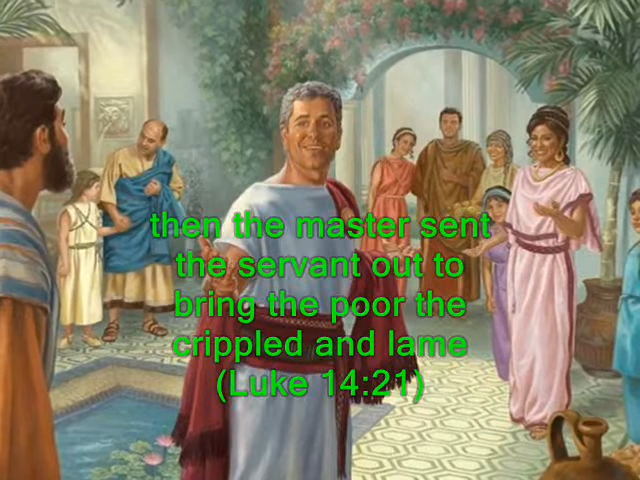 then the master sent
the servant out to
bring the poor the
crippled and lame
(Luke 14:21)